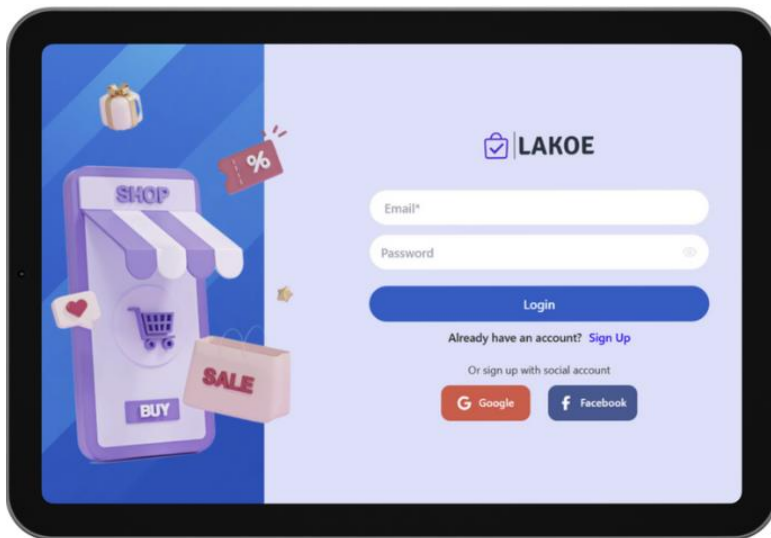 SHOP
%
SALE
BUY
LAKOE
Email*
Password
Login
Already have an account? Sign Up
Or sign up with social account
G Google
f Facebook